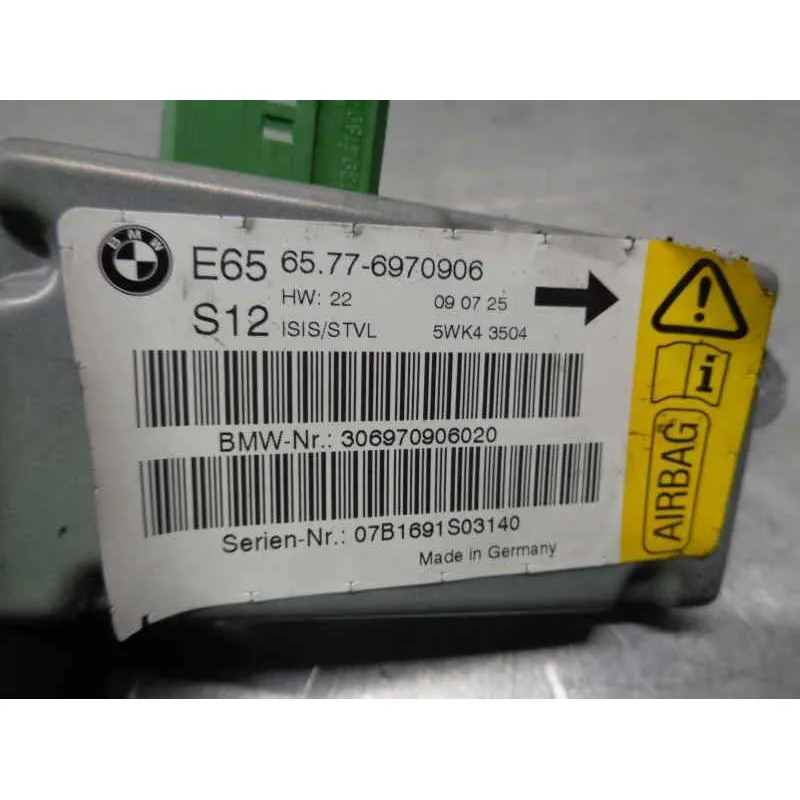 BMW
E65 65.77-6970906
HW: 22 09 07 25
S12 ISIS/STVL 5WK4 3504
BMW-Nr.: 306970906020
Serien-Nr.: 07B1691S03140
Made in Germany
i
AIRBAG